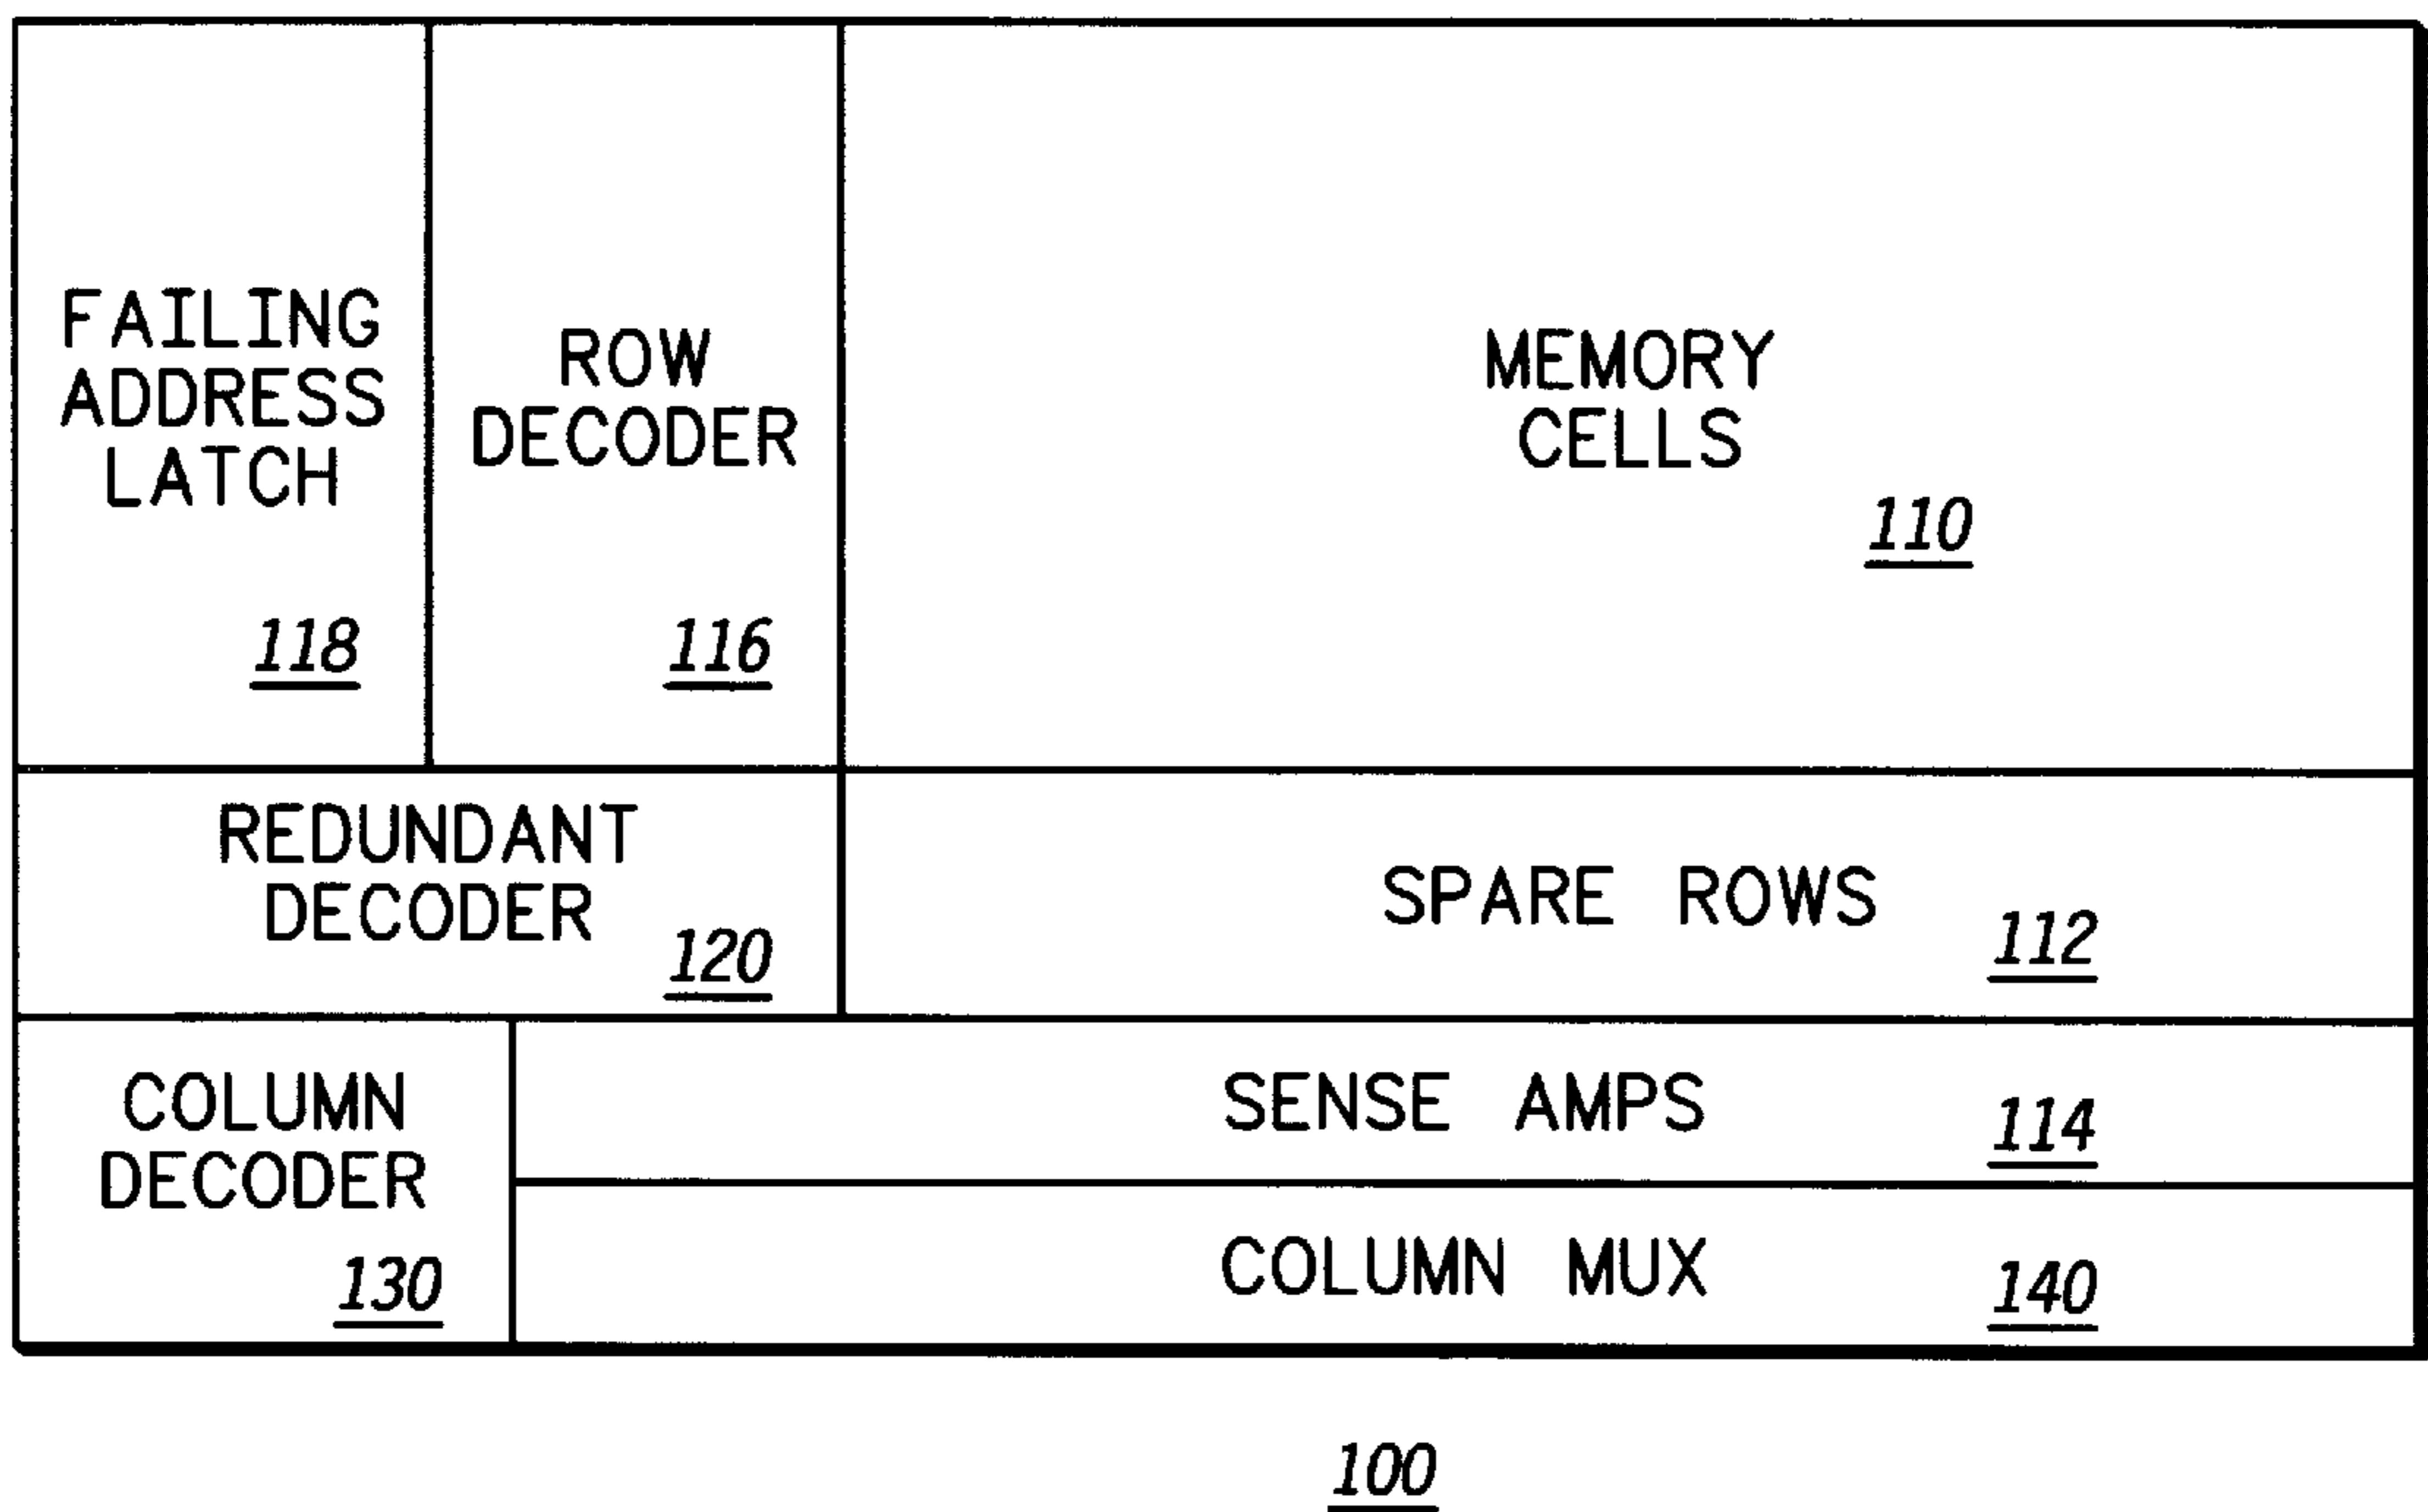 FAILING
ADDRESS
LATCH
118
ROW
DECODER
116
MEMORY
CELLS
110
REDUNDANT
DECODER
120
SPARE ROWS
112
COLUMN
DECODER
130
SENSE AMPS
114
COLUMN MUX
140
100